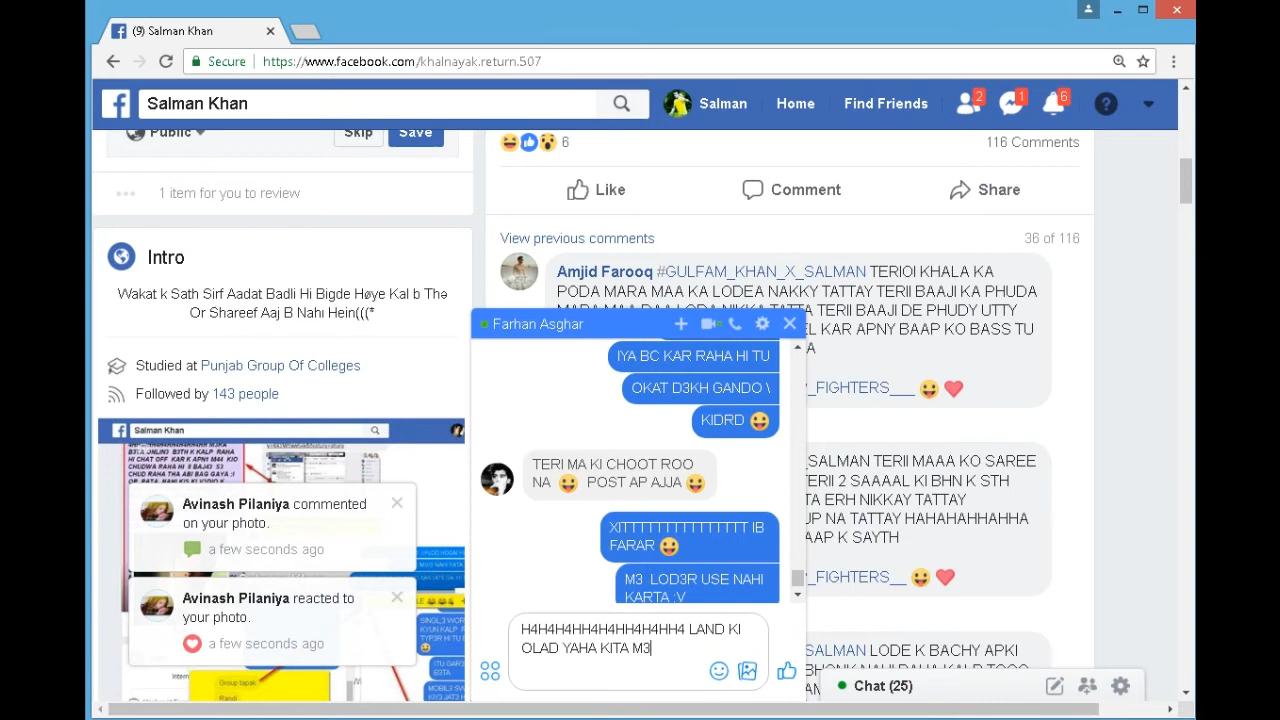 (9) Salman Khan
Secure
https://www.facebook.com/khalnayak.return.507
Salman Khan
Salman
Home
Find Friends
2
1
6
Public
Skip
Save
1 item for you to review
Intro
Wakat k Sath Sirf Aadat Badli Hi Bigde Høye Kal b Thə
Or Shareef Aaj B Nahı Hein(((*
Studied at Punjab Group Of Colleges
Followed by 143 people
Salman Khan
Avinash Pilaniya commented
on your photo.
a few seconds ago
Avinash Pilaniya reacted to
your photo.
a few seconds ago
Group tapak
6
116 Comments
Like
Comment
Share
View previous comments
36 of 116
Amjid Farooq #GULFAM_KHAN_X_SALMAN TERIOI KHALA KA
PODA MARA MAA KA LODEA NAKKY TATTAY TERII BAAJI KA PHUDA
Farhan Asghar
IYA BC KAR RAHA HI TU
OKAT D3KH GANDO \
KIDRD 😛
TERI MA KI CHOOT ROO
NA 😛 POST AP AJJA 😛
XITTTTTTTTTTTTTTT IB
FARAR 😛
M3 LOD3R USE NAHI
KARTA :V
H4H4H4HH4H4HH4H4HH4 LAND KI
OLAD YAHA KITA M3
DE PHUDY UTTY
EL KAR APNY BAAP KO BASS TU
_FIGHTERS___ 😛 ❤
SALMAN TERII MAAA KO SAREE
TERII 2 SAAAAL KI BHN K STH
TA ERH NIKKAY TATTAY
UP NA TATTAY HAHAHAHHAHHA
AAP K SAYTH
_FIGHTERS__ 😛 ❤
SALMAN LODE K BACHY APKI
Chat (25)